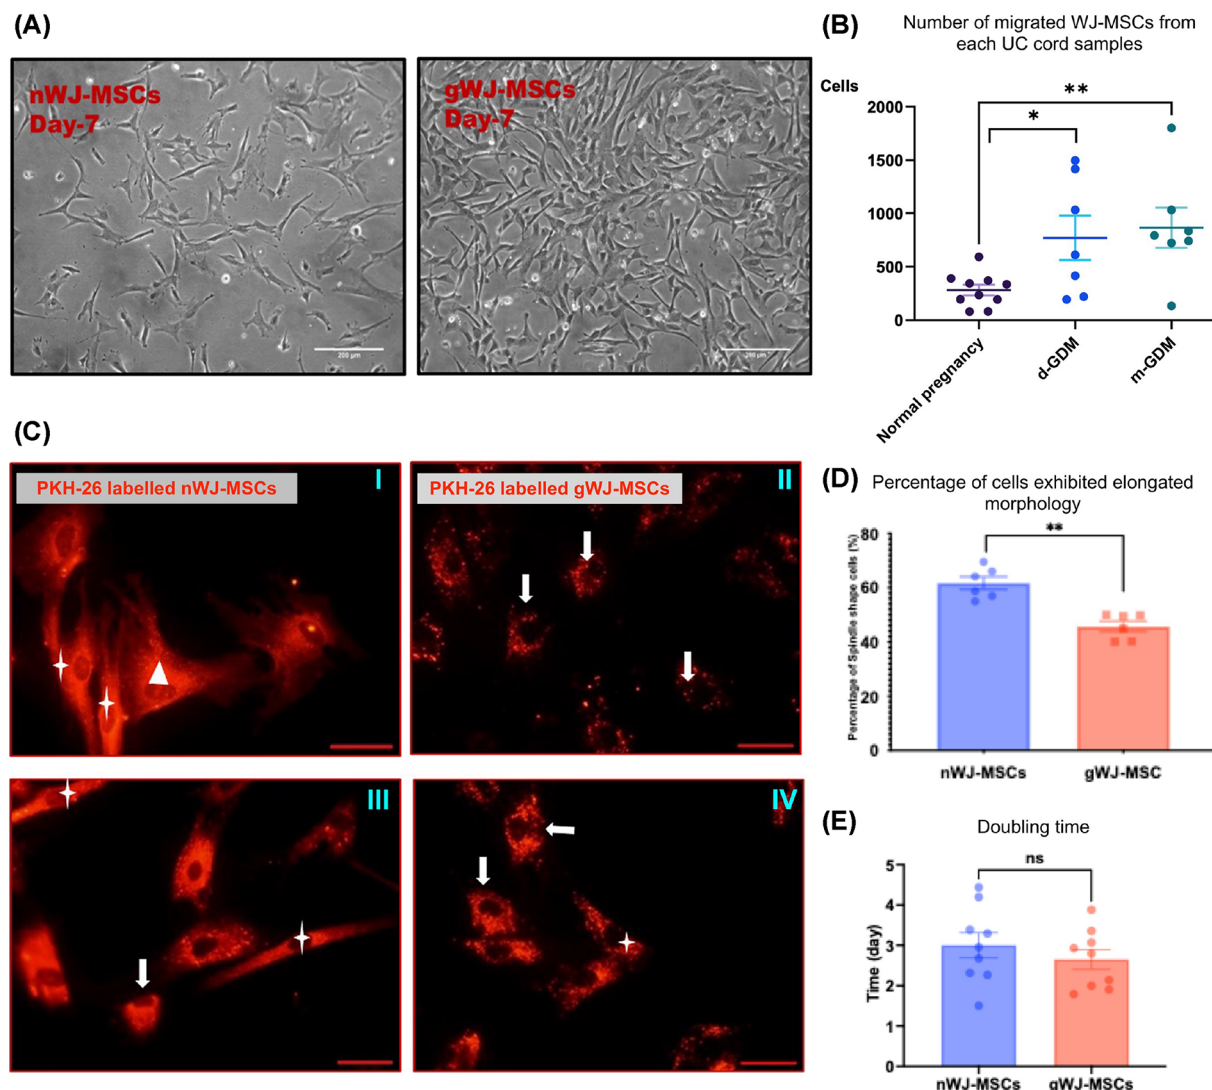 (A)
nWJ-MSCs
Day-7
200 µm
gWJ-MSCs
Day-7
200 µm
(B)
Number of migrated WJ-MSCs from
each UC cord samples
Cells
2000
1500
1000
500
0
**
*
Normal pregnancy
d-GDM
m-GDM
(C)
PKH-26 labelled nWJ-MSCs
I
PKH-26 labelled gWJ-MSCs
II
III
IV
(D)
Percentage of cells exhibited elongated
morphology
Percentage of Spindle shape cells (%)
80
60
40
20
0
**
nWJ-MSCs
gWJ-MSC
(E)
Doubling time
Time (day)
5
4
3
2
1
0
ns
nWJ-MSCs
gWJ-MSCs